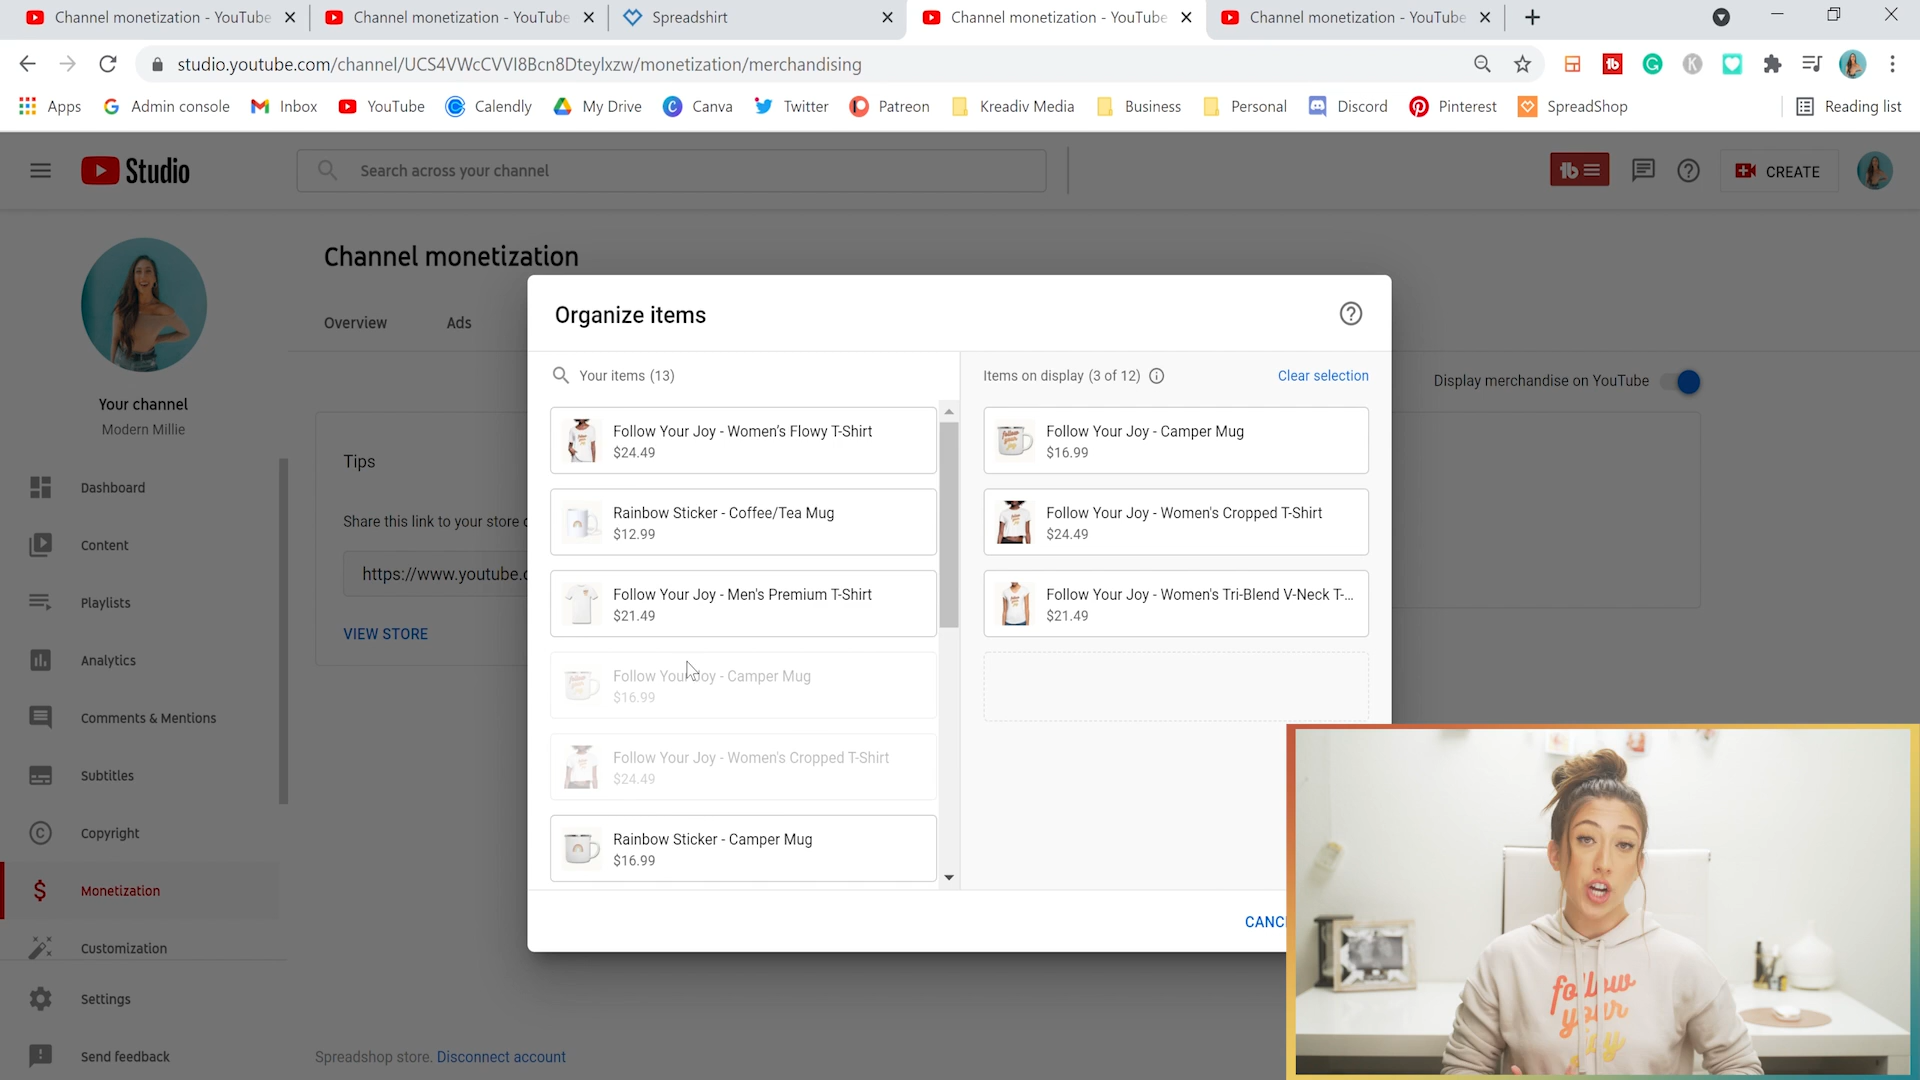 Channel monetization - YouTube
Channel monetization - YouTube
Spreadshirt
Channel monetization - YouTube
Channel monetization - YouTube
studio.youtube.com/channel/UCS4VWcCVVI8Bcn8Dteylxzw/monetization/merchandising
Apps
Admin console
Inbox
YouTube
Calendly
My Drive
Canva
Twitter
Patreon
Kreadiv Media
Business
Personal
Discord
Pinterest
SpreadShop
Reading list
Studio
Search across your channel
CREATE
Your channel
Modern Millie
Dashboard
Content
Playlists
Analytics
Comments & Mentions
Subtitles
Copyright
Monetization
Customization
Settings
Send feedback
Channel monetization
Overview
Ads
Display merchandise on YouTube
Tips
Share this link to your store
https://www.youtube.
VIEW STORE
Spreadshop store. Disconnect account
Organize items
Your items (13)
Follow Your Joy - Women's Flowy T-Shirt
$24.49
Rainbow Sticker - Coffee/Tea Mug
$12.99
Follow Your Joy - Men's Premium T-Shirt
$21.49
Follow Your Joy - Camper Mug
$16.99
Follow Your Joy - Women's Cropped T-Shirt
$24.49
Rainbow Sticker - Camper Mug
$16.99
Items on display (3 of 12)
Clear selection
Follow Your Joy - Camper Mug
$16.99
Follow Your Joy - Women's Cropped T-Shirt
$24.49
Follow Your Joy - Women's Tri-Blend V-Neck T-...
$21.49
CANC
follow
your
joy